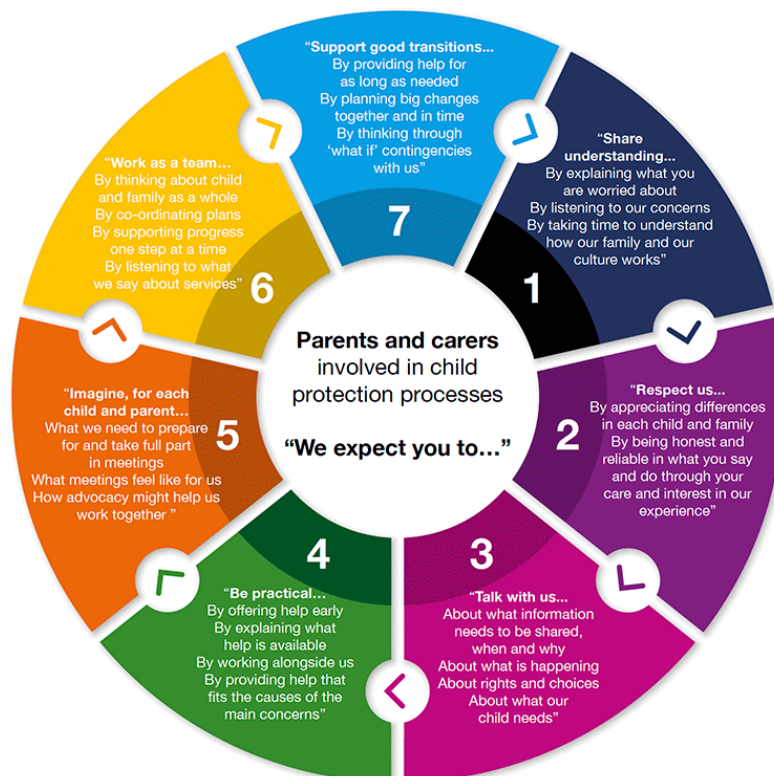 Parents and carers
involved in child
protection processes
“We expect you to…”
1
“Share
understanding...
By explaining what you
are worried about
By listening to our concerns
By taking time to understand
how our family and our
culture works”
2
“Respect us...
By appreciating differences
in each child and family
By being honest and
reliable in what you say
and do through your
care and interest in our
experience”
3
“Talk with us...
About what information
needs to be shared,
when and why
About what is happening
About rights and choices
About what our
child needs”
4
“Be practical…
By offering help early
By explaining what
help is available
By working alongside us
By providing help that
fits the causes of the
main concerns”
5
“Imagine, for each
child and parent…
What we need to prepare
for and take full part
in meetings
What meetings feel like for us
How advocacy might help us
work together ”
6
“Work as a team…
By thinking about child
and family as a whole
By co-ordinating plans
By supporting progress
one step at a time
By listening to what
we say about services”
7
“Support good transitions...
By providing help for
as long as needed
By planning big changes
together and in time
By thinking through
‘what if’ contingencies
with us”